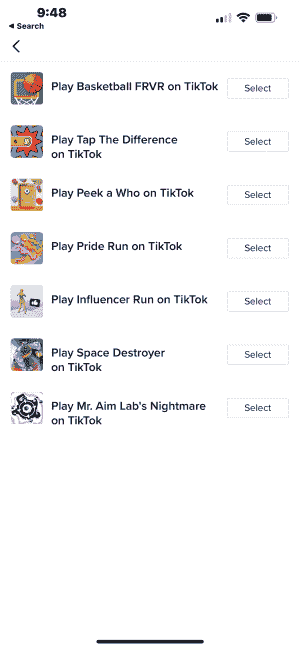 9:48
◀ Search
Play Basketball FRVR on TikTok
Select
Play Tap The Difference
on TikTok
Select
Play Peek a Who on TikTok
Select
Play Pride Run on TikTok
Select
Play Influencer Run on TikTok
Select
Play Space Destroyer
on TikTok
Select
Play Mr. Aim Lab's Nightmare
on TikTok
Select